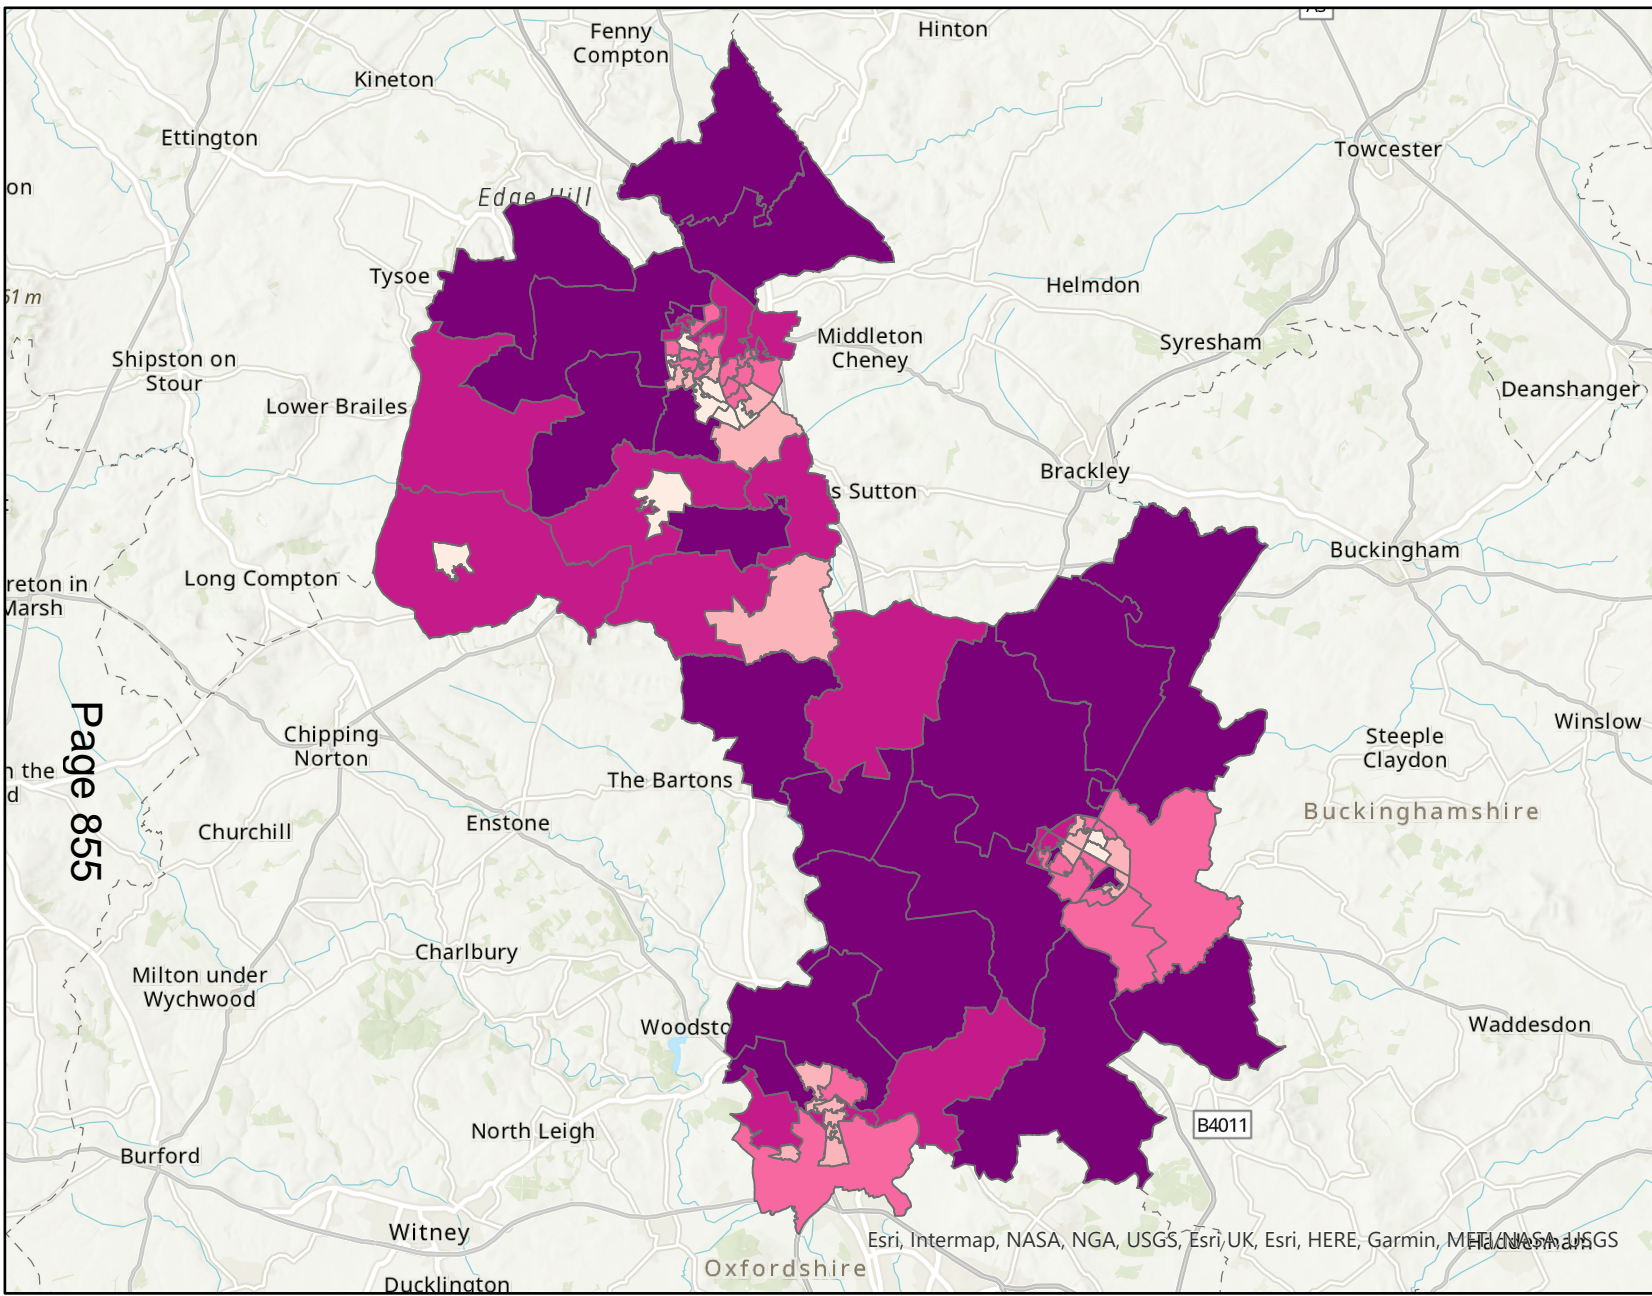 Fenny
Compton
Hinton
Kineton
Ettington
Towcester
on
Edge Hill
Tysoe
Helmdon
51 m
Middleton
Cheney
Syresham
Shipston on
Stour
Deanshanger
Lower Brailes
Brackley
s Sutton
Buckingham
reton in
Marsh
Long Compton
Page 855
Chipping
Norton
Steeple
Claydon
Winslow
n the
d
The Bartons
Buckinghamshire
Churchill
Enstone
Charlbury
Milton under
Wychwood
Woodsto
Waddesdon
B4011
North Leigh
Burford
Witney
Esri, Intermap, NASA, NGA, USGS, Esri UK, Esri, HERE, Garmin, METI/NASA, USGS
Haddenham
Oxfordshire
Ducklington